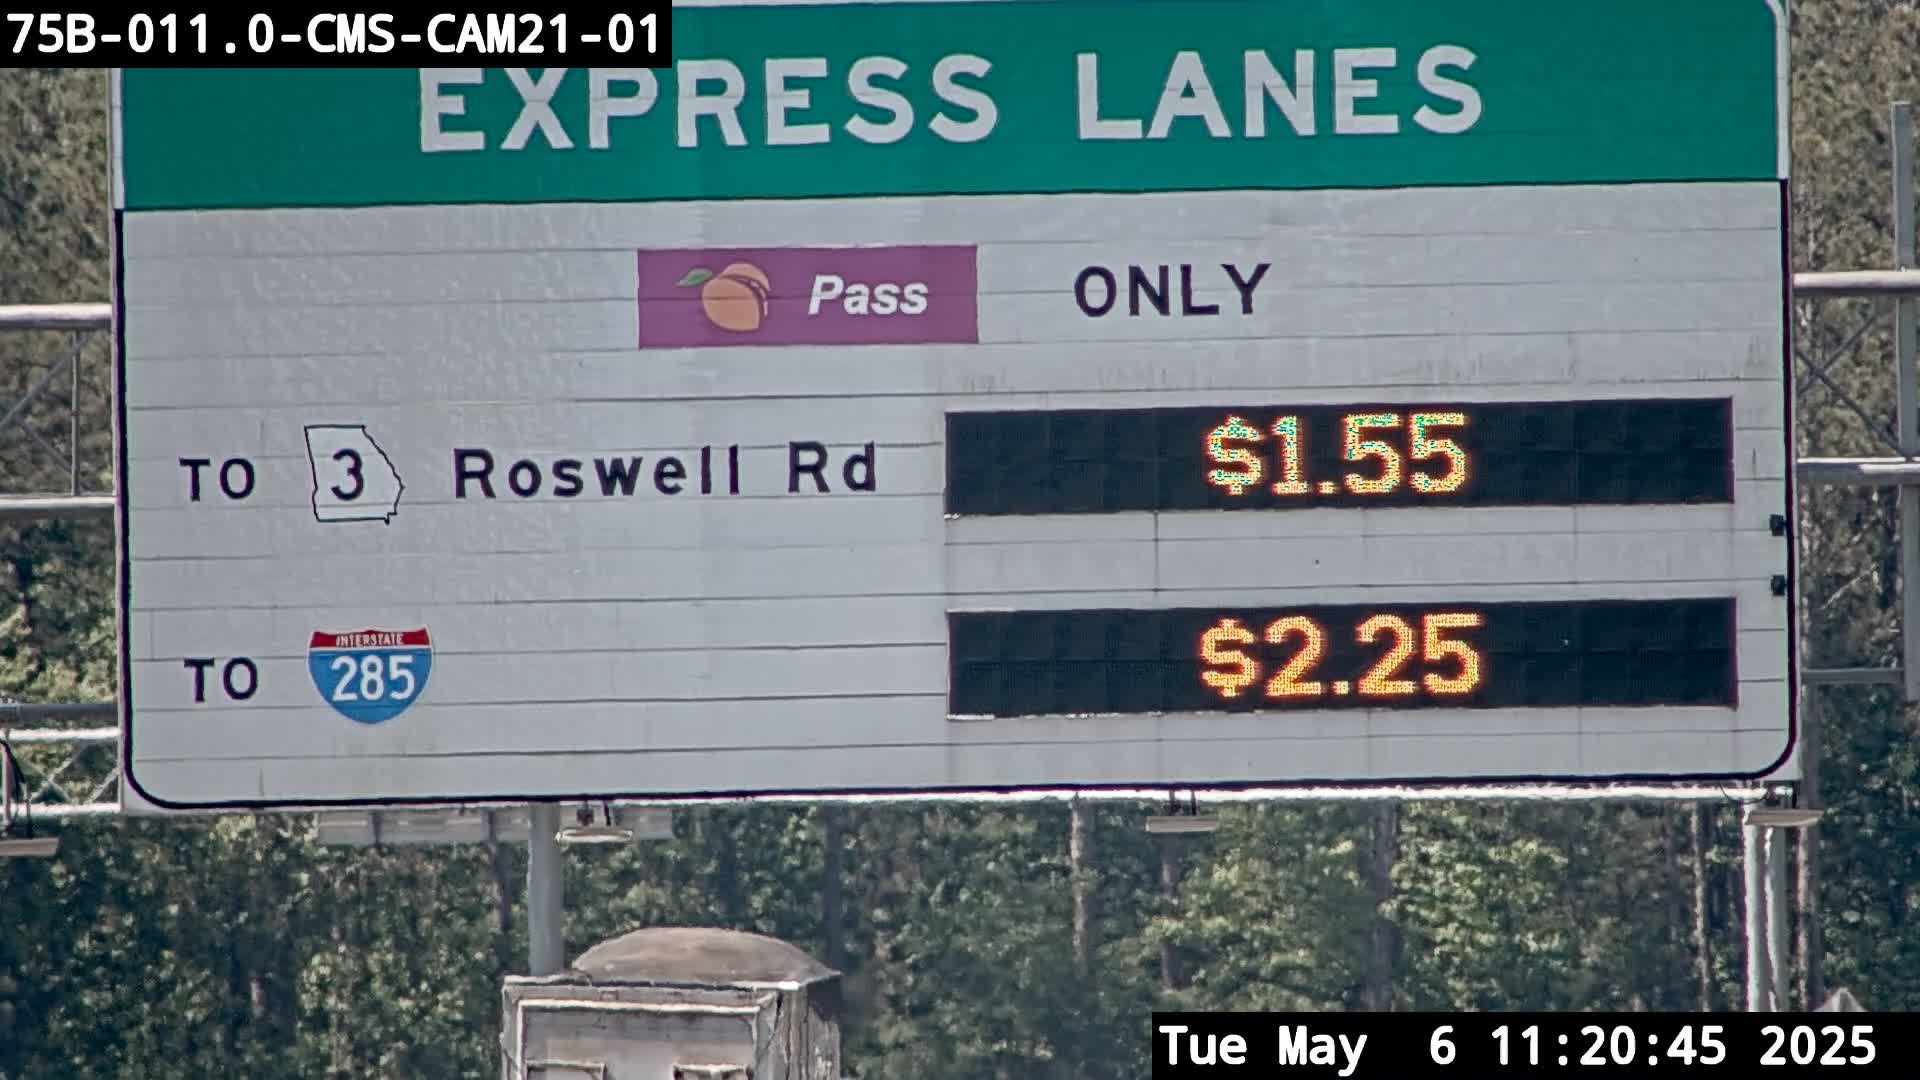 75B-011.0-CMS-CAM21-01
EXPRESS LANES
Pass ONLY
TO 3 Roswell Rd $1.55
TO INTERSTATE 285 $2.25
Tue May 6 11:20:45 2025